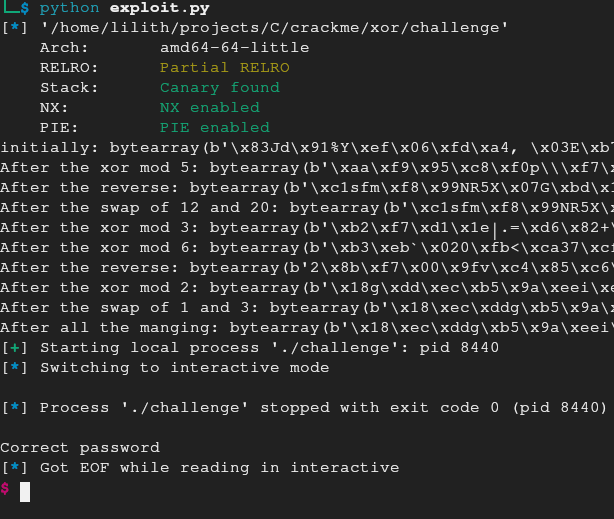 $ python exploit.py
[*] '/home/lilith/projects/C/crackme/xor/challenge'
Arch: amd64-64-little
RELRO: Partial RELRO
Stack: Canary found
NX: NX enabled
PIE: PIE enabled
initially: bytearray(b'\x83Jd\x91%Y\xef\x06\xfd\xa4, \x03E\xb7
After the xor mod 5: bytearray(b'\xaa\xf9\x95\xc8\xf0p\\\xf7\
After the reverse: bytearray(b'\xc1sfm\xf8\x99NR5X\x07G\xbd\x1
After the swap of 12 and 20: bytearray(b'\xc1sfm\xf8\x99NR5X\
After the xor mod 3: bytearray(b'\xb2\xf7\xd1\x1e|.=\xd6\x82+\
After the xor mod 6: bytearray(b'\xb3\xeb`\x020\xfb<\xca37\xcf
After the reverse: bytearray(b'2\x8b\xf7\x00\x9fv\xc4\x85\xc6\
After the xor mod 2: bytearray(b'\x18g\xdd\xec\xb5\x9a\xeei\xe
After the swap of 1 and 3: bytearray(b'\x18\xec\xddg\xb5\x9a\x
After all the manging: bytearray(b'\x18\xec\xddg\xb5\x9a\xeei\
[+] Starting local process './challenge': pid 8440
[*] Switching to interactive mode
[*] Process './challenge' stopped with exit code 0 (pid 8440)
Correct password
[*] Got EOF while reading in interactive
$